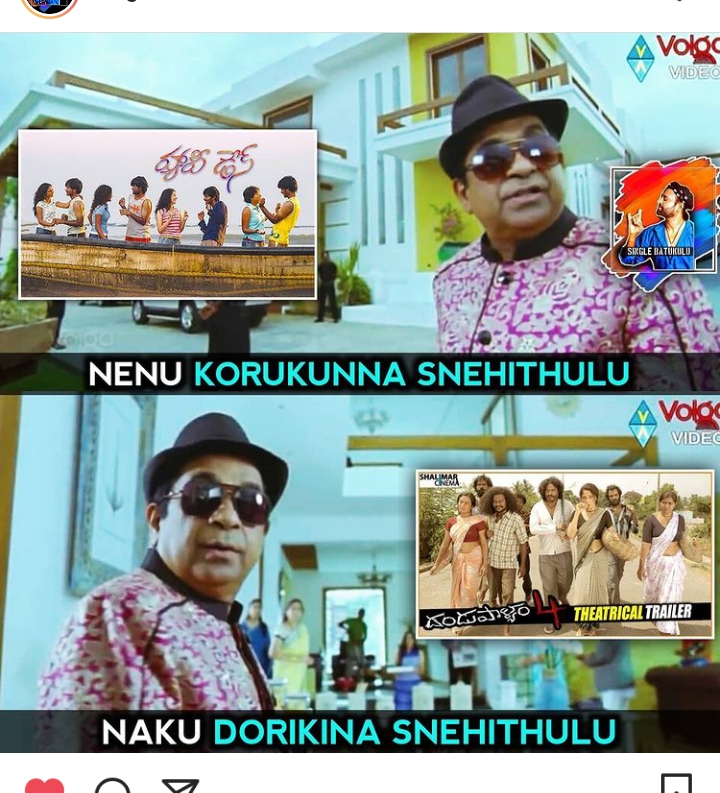 Volga
VIDEO
హ్యాపీ డేస్
SINGLE BATUKULU
NENU KORUKUNNA SNEHITHULU
Volga
VIDEO
SHALIMAR
CINEMA
దండుపాళ్యం 4 THEATRICAL TRAILER
NAKU DORIKINA SNEHITHULU